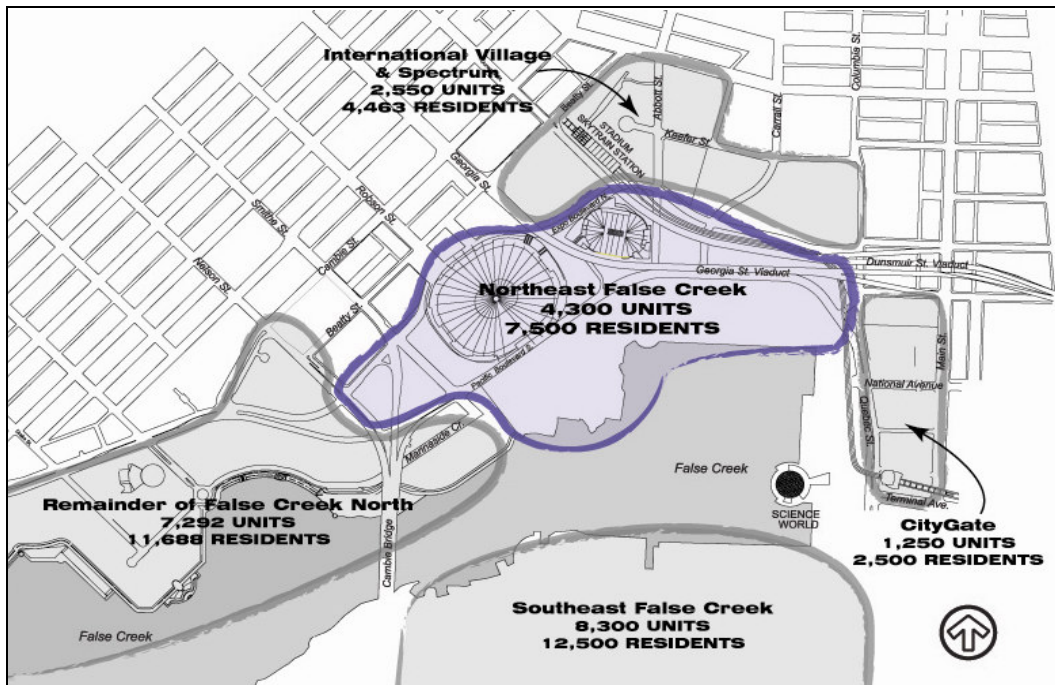 International Village
& Spectrum
2,550 UNITS
4,463 RESIDENTS
Beatty St.
Abbott St.
Columbia St.
Carrall St.
Keefer St.
STADIUM
SKYTRAIN STATION
Georgia St.
Robson St.
Smithe St.
Cambie St.
Nelson St.
Beatty St.
Expo Boulevard N.
Georgia St. Viaduct
Dunsmuir St. Viaduct
Northeast False Creek
4,300 UNITS
7,500 RESIDENTS
Pacific Boulevard S.
Main St.
National Avenue
Quebec St.
Marinaside Cr.
False Creek
SCIENCE
WORLD
Terminal Ave.
Remainder of False Creek North
7,292 UNITS
11,688 RESIDENTS
Cambie Bridge
CityGate
1,250 UNITS
2,500 RESIDENTS
Southeast False Creek
8,300 UNITS
12,500 RESIDENTS
False Creek